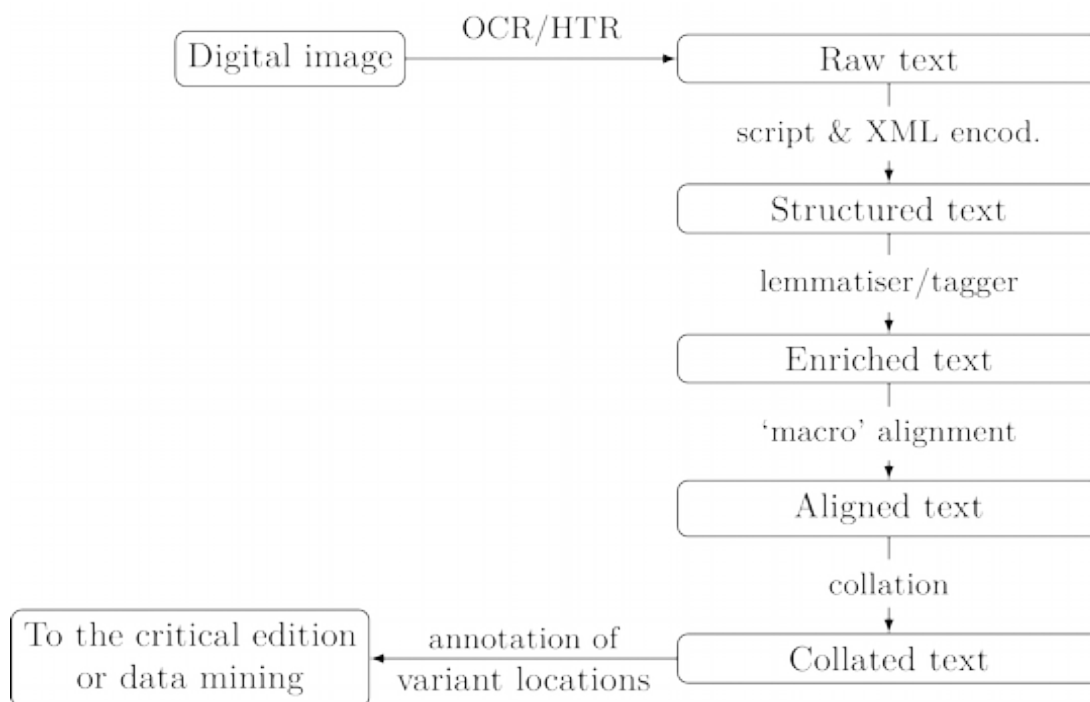 OCR/HTR
Digital image
Raw text
script & XML encod.
Structured text
lemmatiser/tagger
Enriched text
‘macro’ alignment
Aligned text
collation
To the critical edition
or data mining
annotation of
variant locations
Collated text